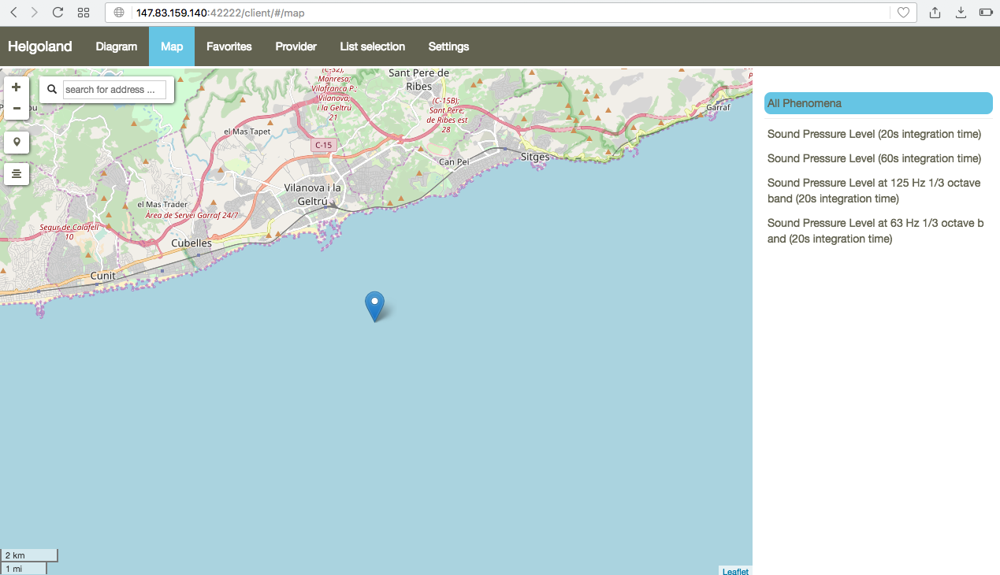 147.83.159.140:42222/client/#/map
Helgoland Diagram Map Favorites Provider List selection Settings
+
search for address ...
−
Sant Pere de
Ribes
(C-32);
Manresa;
Vilafranca P.;
Vilanova;
i la Geltrú
21
(C-15B);
Sant Pere;
de Ribes est
28
Garraf
el Mas Tapet
C-15
Can Pei
Sitges
Vilanova i la
Geltrú
el Mas Trader
Àrea de Servei Garraf 24/7
Segur de Calafell
10
Cubelles
Cunit
2 km
1 mi
Leaflet
All Phenomena
Sound Pressure Level (20s integration time)
Sound Pressure Level (60s integration time)
Sound Pressure Level at 125 Hz 1/3 octave
band (20s integration time)
Sound Pressure Level at 63 Hz 1/3 octave b
and (20s integration time)